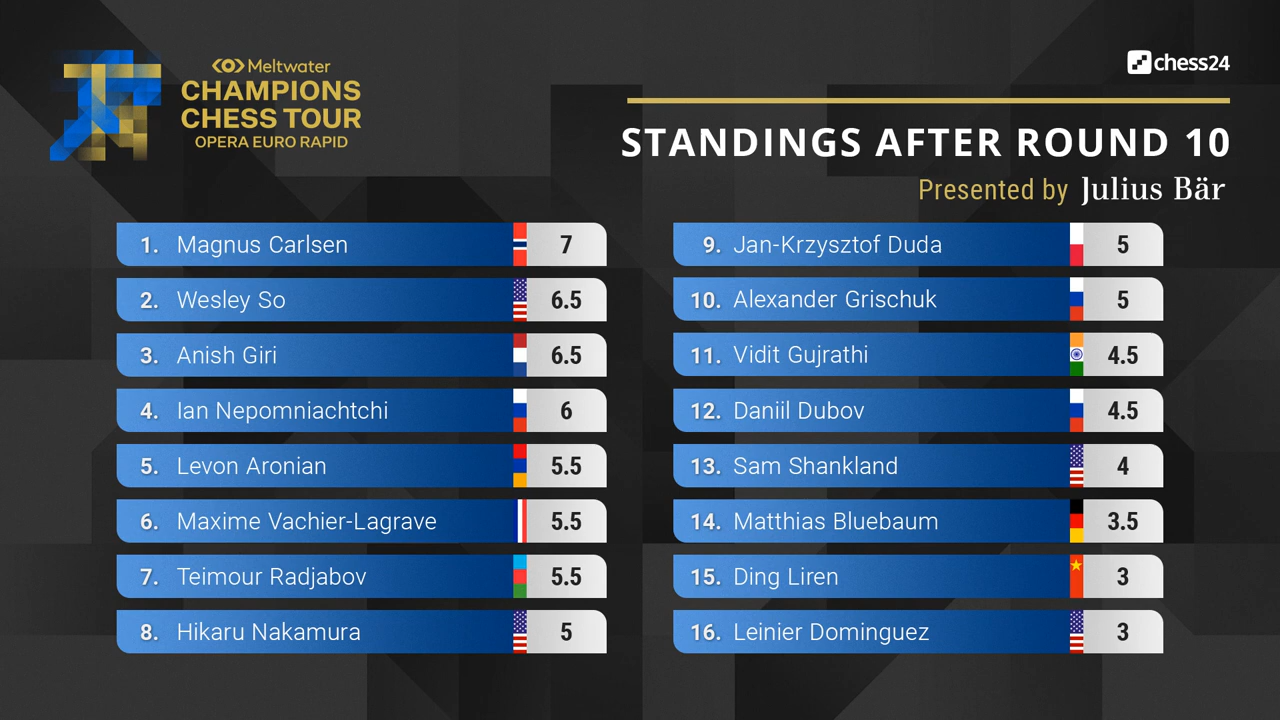 Meltwater
CHAMPIONS
CHESS TOUR
OPERA EURO RAPID
chess24
STANDINGS AFTER ROUND 10
Presented by Julius Bär
1. Magnus Carlsen 7
2. Wesley So 6.5
3. Anish Giri 6.5
4. Ian Nepomniachtchi 6
5. Levon Aronian 5.5
6. Maxime Vachier-Lagrave 5.5
7. Teimour Radjabov 5.5
8. Hikaru Nakamura 5
9. Jan-Krzysztof Duda 5
10. Alexander Grischuk 5
11. Vidit Gujrathi 4.5
12. Daniil Dubov 4.5
13. Sam Shankland 4
14. Matthias Bluebaum 3.5
15. Ding Liren 3
16. Leinier Dominguez 3